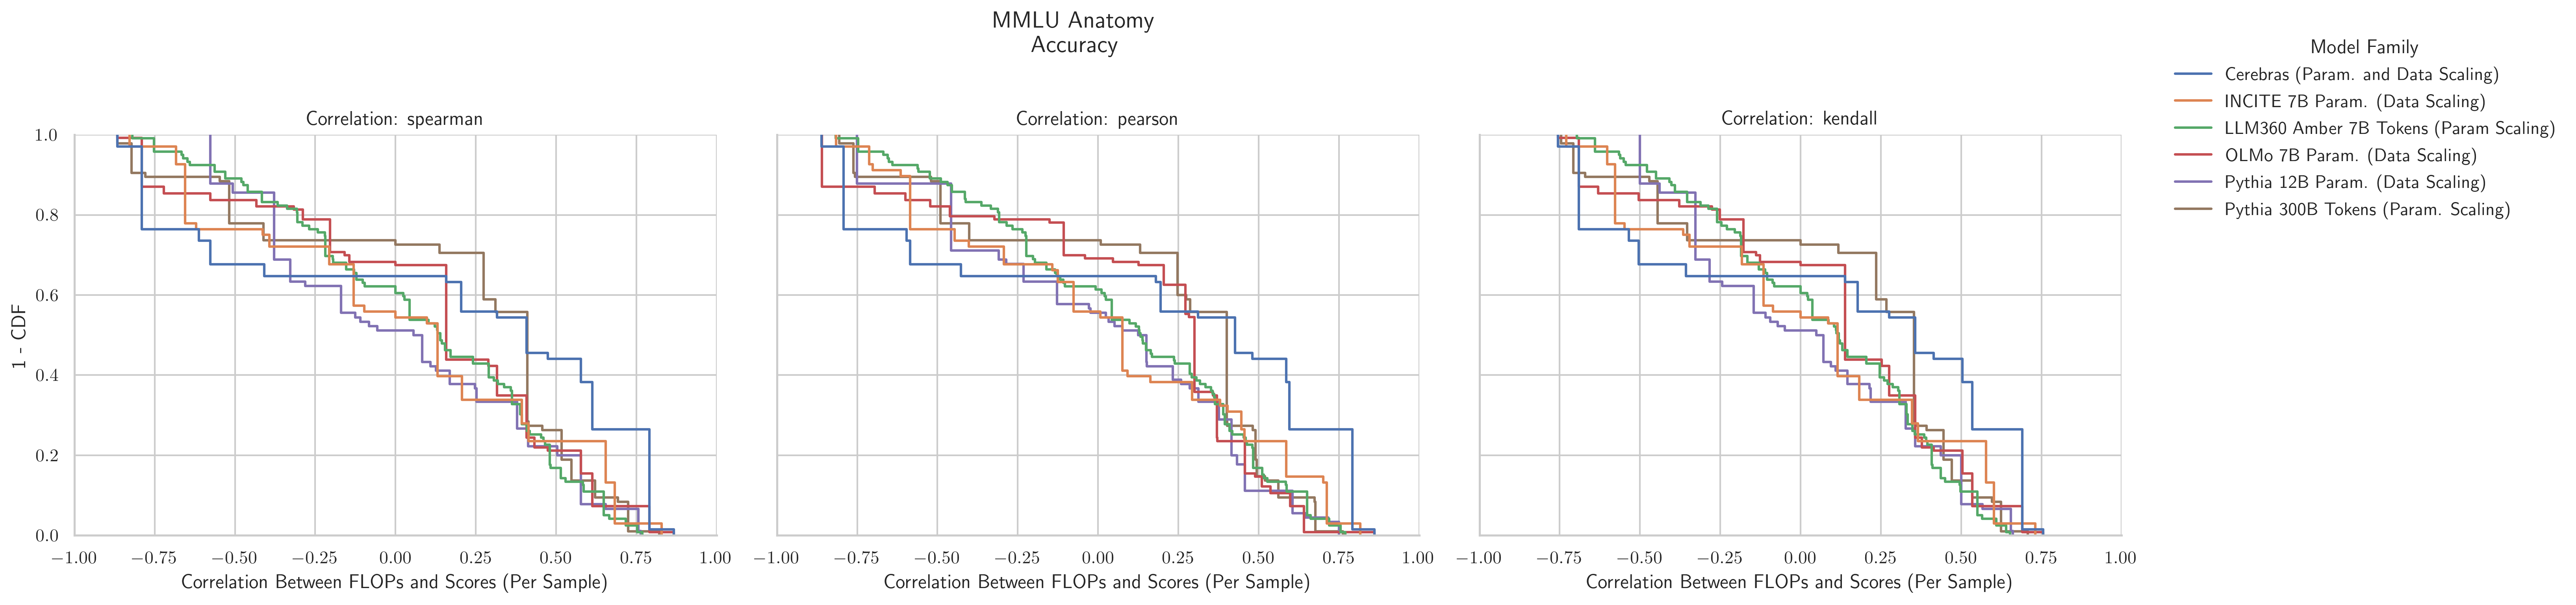 MMLU Anatomy
Accuracy
Model Family
Cerebras (Param. and Data Scaling)
INCITE 7B Param. (Data Scaling)
LLM360 Amber 7B Tokens (Param Scaling)
OLMo 7B Param. (Data Scaling)
Pythia 12B Param. (Data Scaling)
Pythia 300B Tokens (Param. Scaling)
Correlation: spearman
Correlation: pearson
Correlation: kendall
1 - CDF
1.0
0.8
0.6
0.4
0.2
0.0
−1.00 −0.75 −0.50 −0.25 0.00 0.25 0.50 0.75 1.00
−1.00 −0.75 −0.50 −0.25 0.00 0.25 0.50 0.75 1.00
−1.00 −0.75 −0.50 −0.25 0.00 0.25 0.50 0.75 1.00
Correlation Between FLOPs and Scores (Per Sample)
Correlation Between FLOPs and Scores (Per Sample)
Correlation Between FLOPs and Scores (Per Sample)